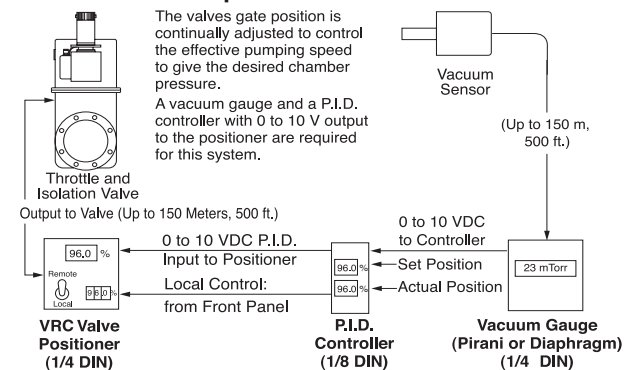 The valves gate position is
continually adjusted to control
the effective pumping speed
to give the desired chamber
pressure.
A vacuum gauge and a P.I.D.
controller with 0 to 10 V output
to the positioner are required
for this system.
Vacuum
Sensor
(Up to 150 m,
500 ft.)
Throttle and
Isolation Valve
Output to Valve (Up to 150 Meters, 500 ft.)
96.0 %
Remote
Local
96.0 %
0 to 10 VDC P.I.D.
Input to Positioner
Local Control:
from Front Panel
96.0 %
96.0 %
0 to 10 VDC
to Controller
Set Position
Actual Position
23 mTorr
VRC Valve
Positioner
(1/4 DIN)
P.I.D.
Controller
(1/8 DIN)
Vacuum Gauge
(Pirani or Diaphragm)
(1/4 DIN)